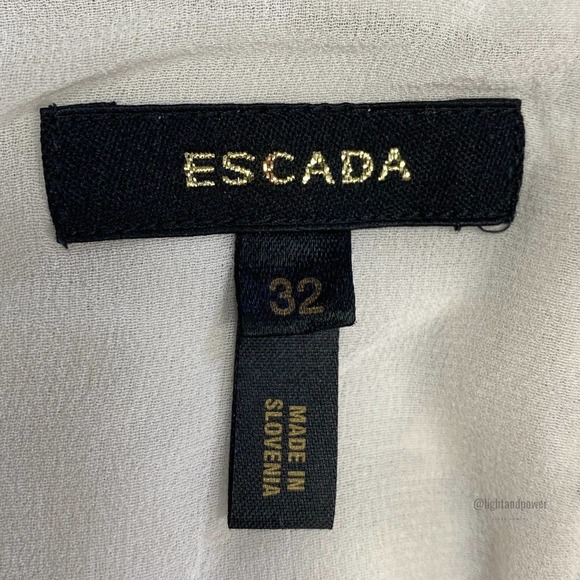 ESCADA
32
MADE IN
SLOVENIA
@lightandpower